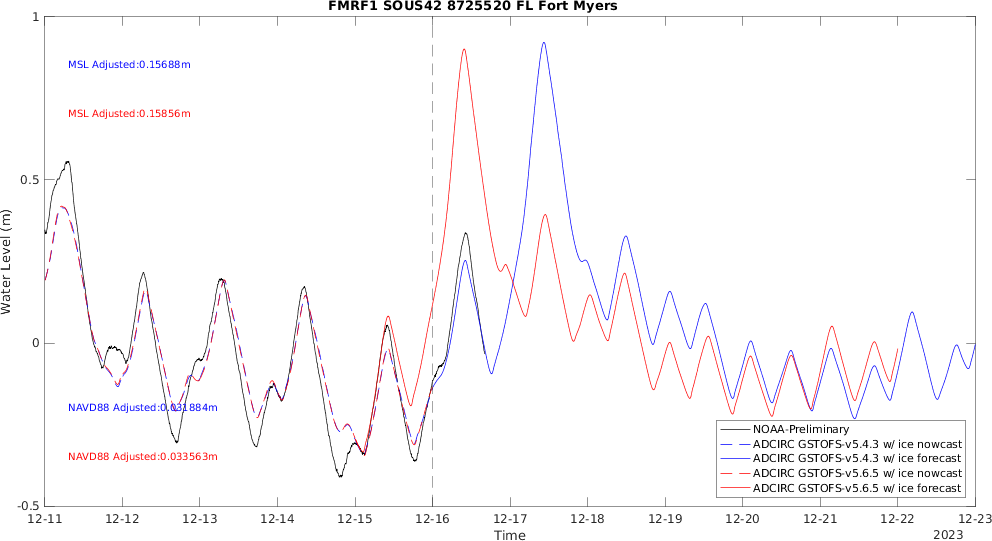 FMRF1 SOUS42 8725520 FL Fort Myers
1
MSL Adjusted:0.15688m
MSL Adjusted:0.15856m
0.5
Water Level (m)
0
NAVD88 Adjusted:0.031884m
NAVD88 Adjusted:0.033563m
NOAA-Preliminary
ADCIRC GSTOFS-v5.4.3 w/ ice nowcast
ADCIRC GSTOFS-v5.4.3 w/ ice forecast
ADCIRC GSTOFS-v5.6.5 w/ ice nowcast
ADCIRC GSTOFS-v5.6.5 w/ ice forecast
-0.5
12-11 12-12 12-13 12-14 12-15 12-16 12-17 12-18 12-19 12-20 12-21 12-22 12-23
Time
2023